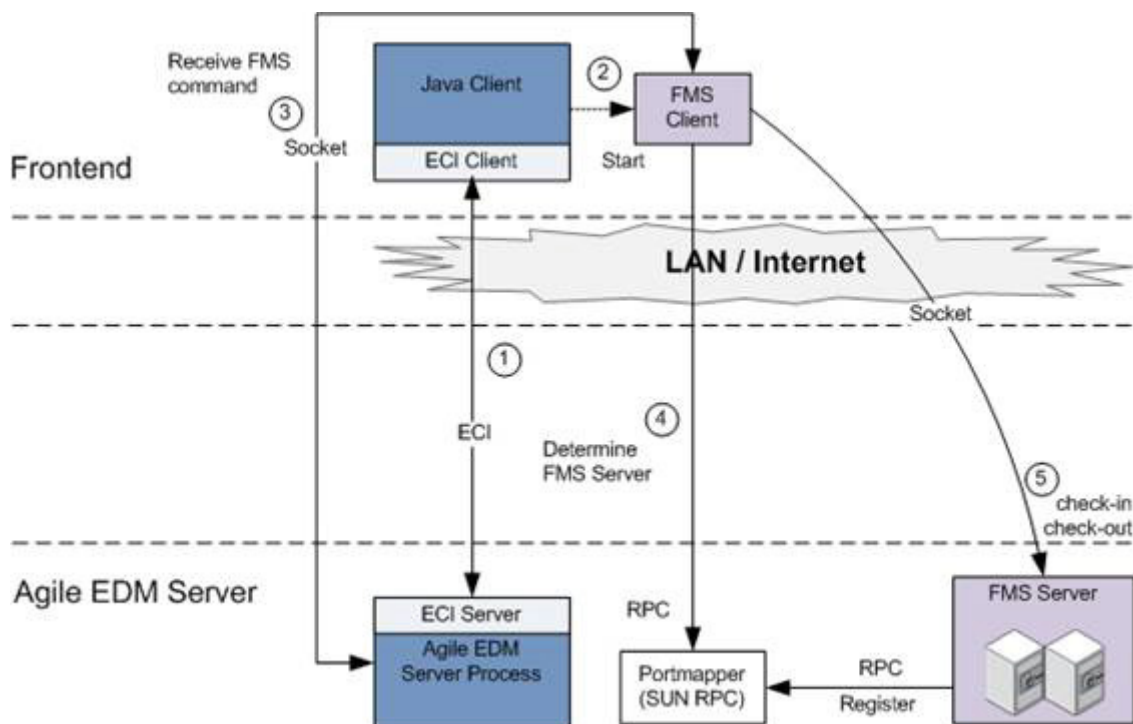 Receive FMS
command
3
Socket
Java Client
ECI Client
2
FMS
Client
Start
Frontend
LAN / Internet
Socket
1
ECI
4
Determine
FMS Server
5
check-in
check-out
Agile EDM Server
ECI Server
Agile EDM
Server Process
RPC
Portmapper
(SUN RPC)
RPC
Register
FMS Server